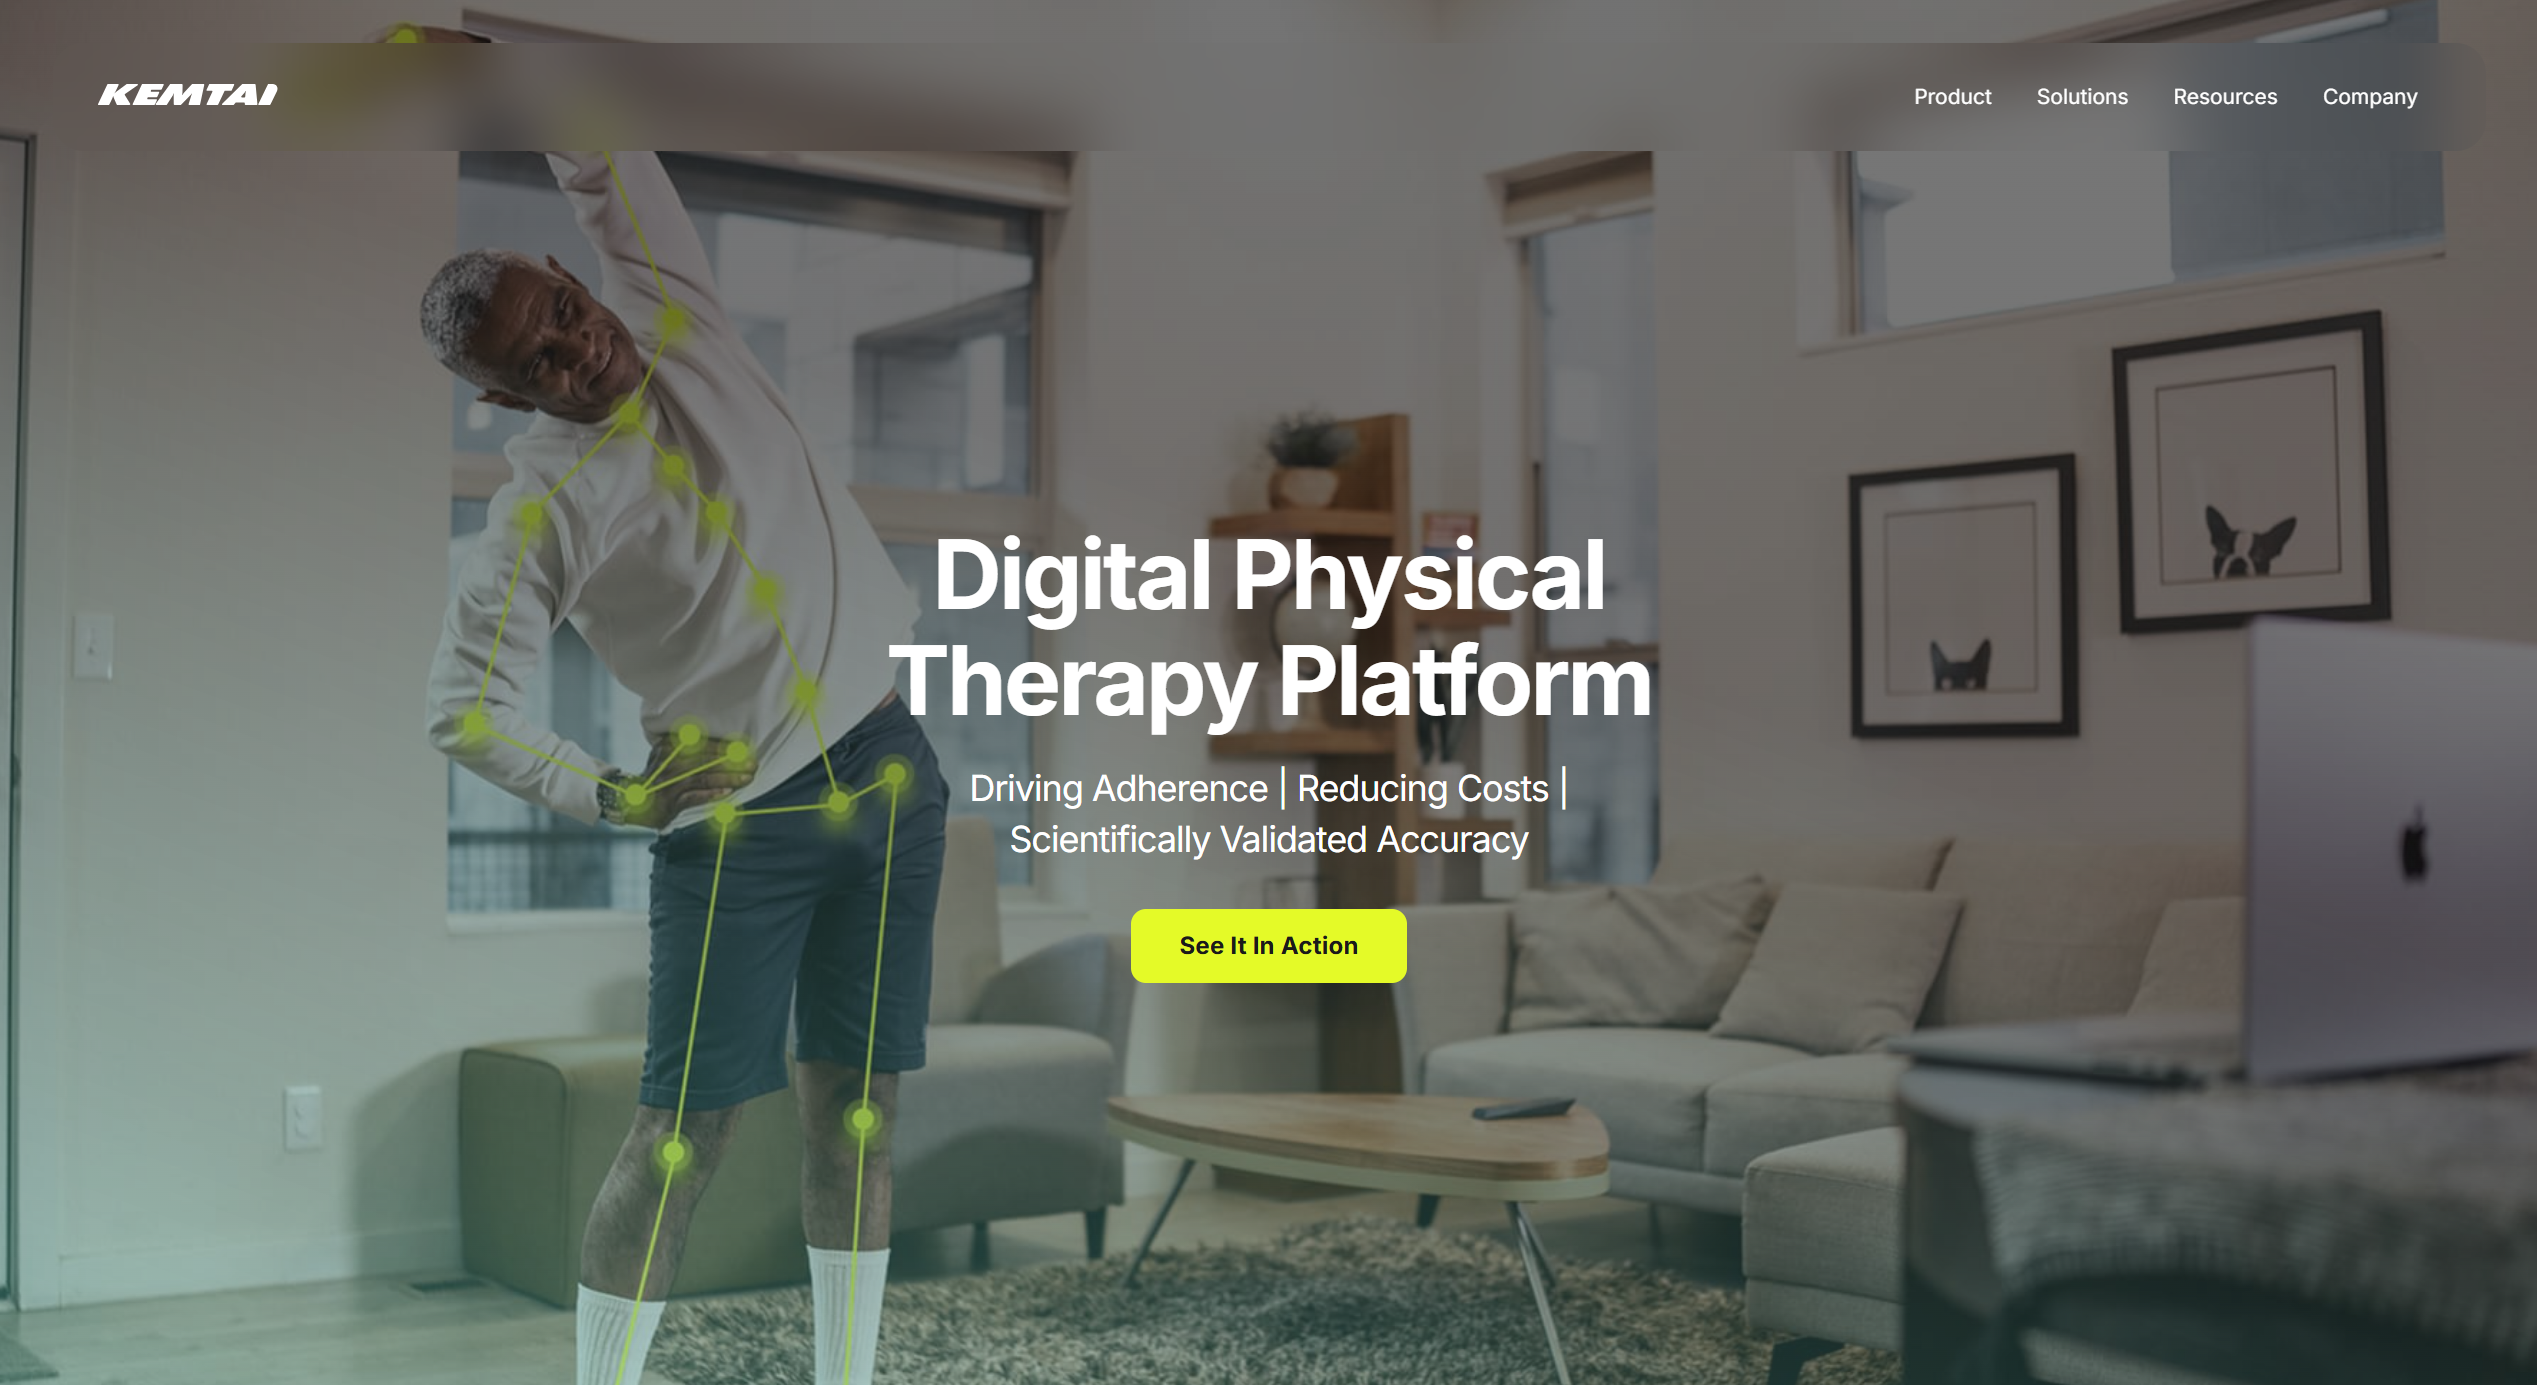 KEMTAI
Product
Solutions
Resources
Company
Digital Physical
Therapy Platform
Driving Adherence | Reducing Costs |
Scientifically Validated Accuracy
See It In Action